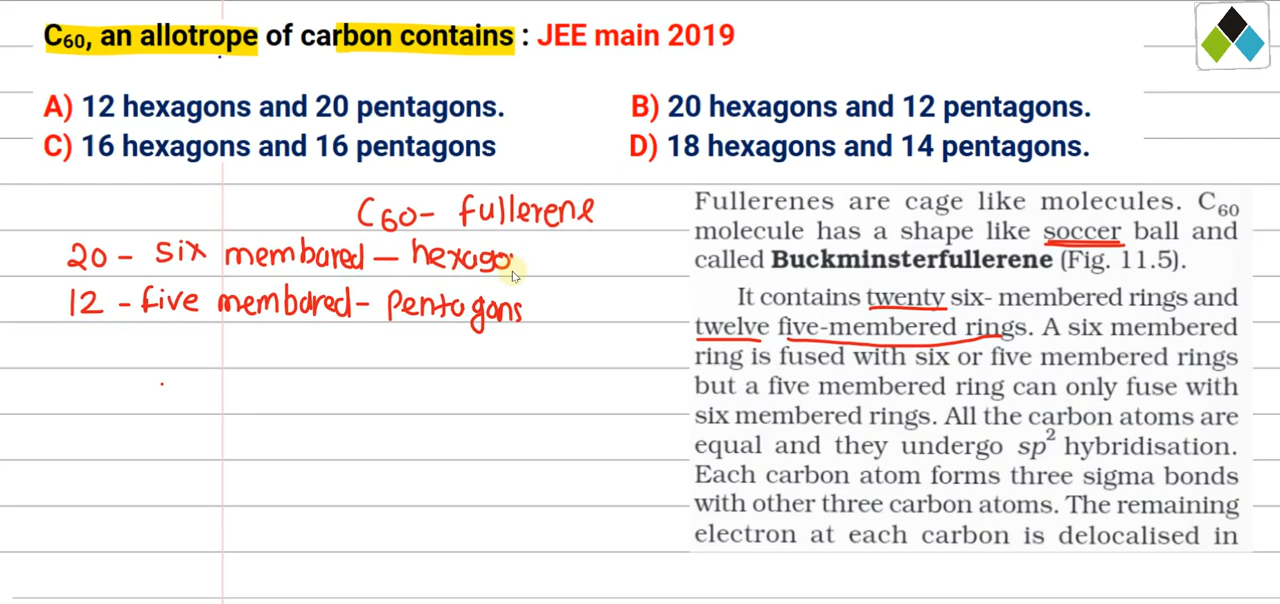 C₆₀, an allotrope of carbon contains : JEE main 2019
A) 12 hexagons and 20 pentagons.
B) 20 hexagons and 12 pentagons.
C) 16 hexagons and 16 pentagons
D) 18 hexagons and 14 pentagons.
C60- fullerene
20 - six membared - hexago
12 - five membared - Pentagons
Fullerenes are cage like molecules. C₆₀
molecule has a shape like soccer ball and
called Buckminsterfullerene (Fig. 11.5).
It contains twenty six- membered rings and
twelve five-membered rings. A six membered
ring is fused with six or five membered rings
but a five membered ring can only fuse with
six membered rings. All the carbon atoms are
equal and they undergo sp² hybridisation.
Each carbon atom forms three sigma bonds
with other three carbon atoms. The remaining
electron at each carbon is delocalised in